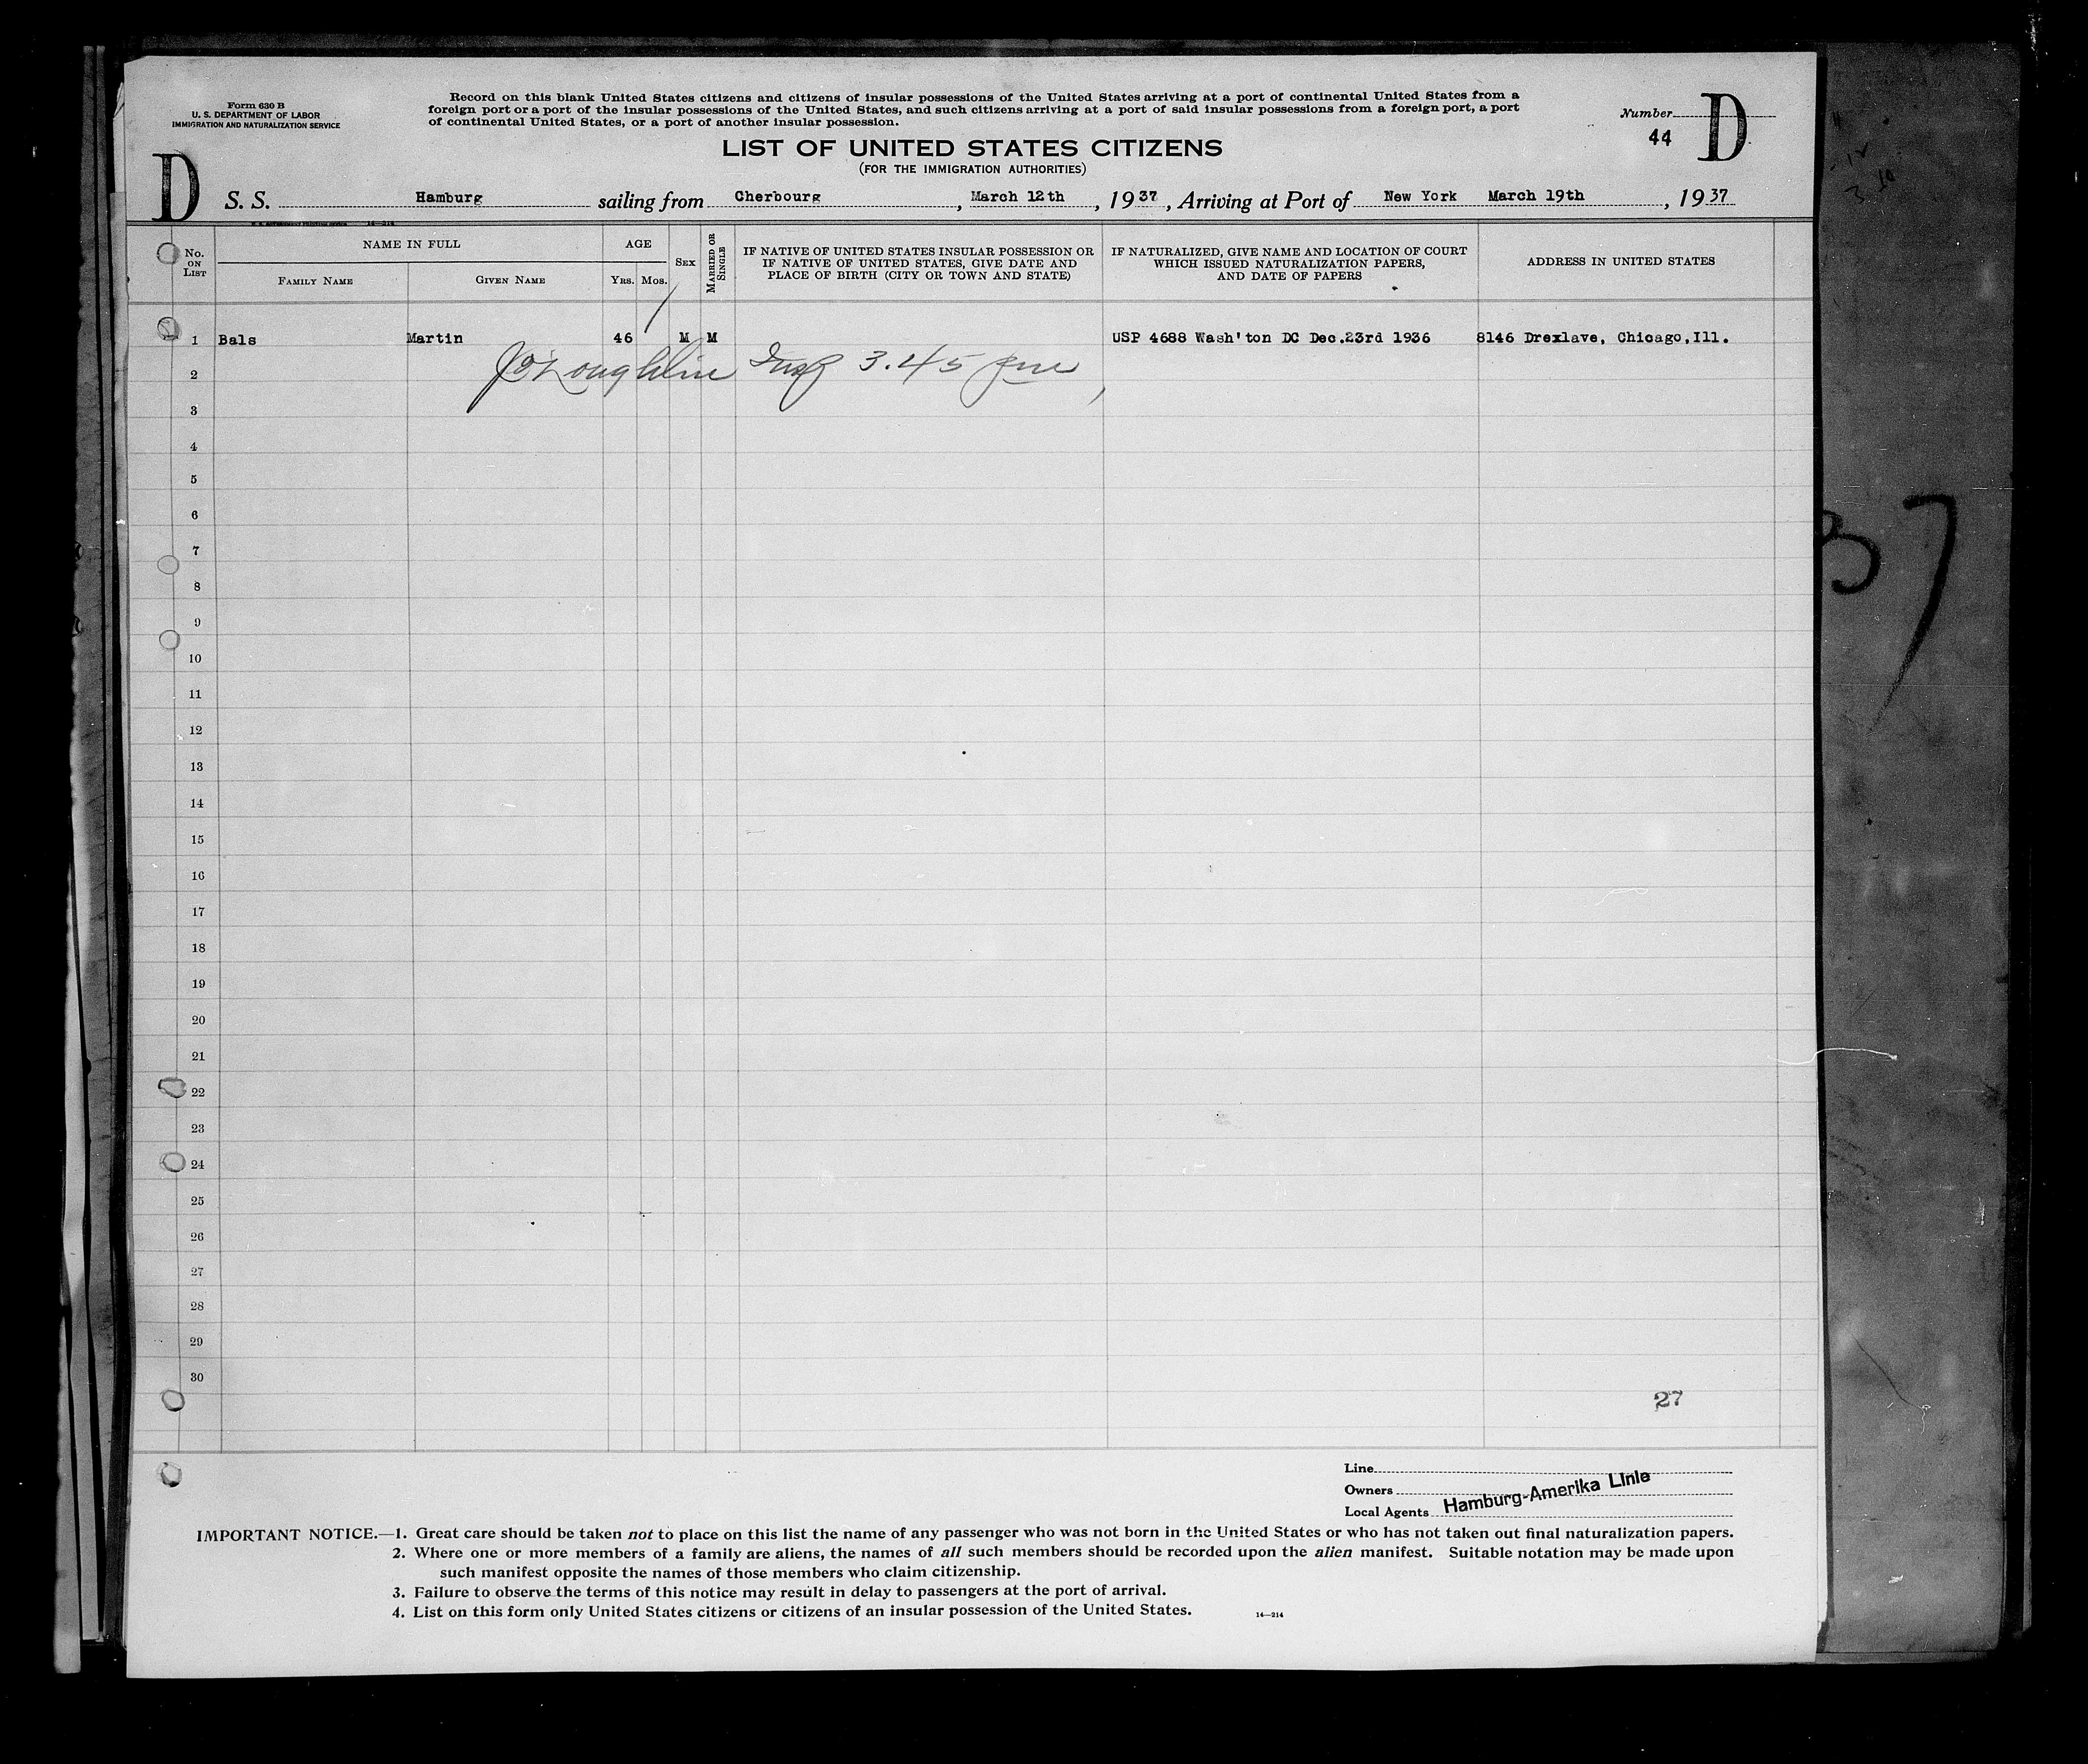 Form 630 B
U. S. DEPARTMENT OF LABOR
IMMIGRATION AND NATURALIZATION SERVICE
Record on this blank United States citizens and citizens of insular possessions of the United States arriving at a port of continental United States from a
foreign port or a port of the insular possessions of the United States, and such citizens arriving at a port of said insular possessions from a foreign port, a port
of continental United States, or a port of another insular possession.
Number
44
D
LIST OF UNITED STATES CITIZENS
(FOR THE IMMIGRATION AUTHORITIES)
D
S. S. Hamburg sailing from Cherbourg, March 12th, 1937, Arriving at Port of New York March 19th, 1937
No. ON LIST
NAME IN FULL
FAMILY NAME
GIVEN NAME
AGE
YRS.
MOS.
SEX
MARRIED OR SINGLE
IF NATIVE OF UNITED STATES INSULAR POSSESSION OR
IF NATIVE OF UNITED STATES, GIVE DATE AND
PLACE OF BIRTH (CITY OR TOWN AND STATE)
IF NATURALIZED, GIVE NAME AND LOCATION OF COURT
WHICH ISSUED NATURALIZATION PAPERS,
AND DATE OF PAPERS
ADDRESS IN UNITED STATES
1 Bals Martin 46 M M USP 4688 Wash'ton DC Dec.23rd 1936 8146 Drexlave, Chicago,Ill.
2 J O'Loughlin Insp 3.45 pm
3
4
5
6
7
8
9
10
11
12
13
14
15
16
17
18
19
20
21
22
23
24
25
26
27
28
29
30
27
Line
Owners
Local Agents Hamburg-Amerika Linie
IMPORTANT NOTICE.—1. Great care should be taken not to place on this list the name of any passenger who was not born in the United States or who has not taken out final naturalization papers.
2. Where one or more members of a family are aliens, the names of all such members should be recorded upon the alien manifest. Suitable notation may be made upon
such manifest opposite the names of those members who claim citizenship.
3. Failure to observe the terms of this notice may result in delay to passengers at the port of arrival.
4. List on this form only United States citizens or citizens of an insular possession of the United States.
14—214
37